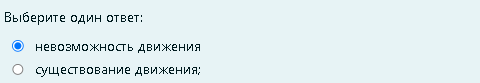 Выберите один ответ:
невозможность движения
существование движения;